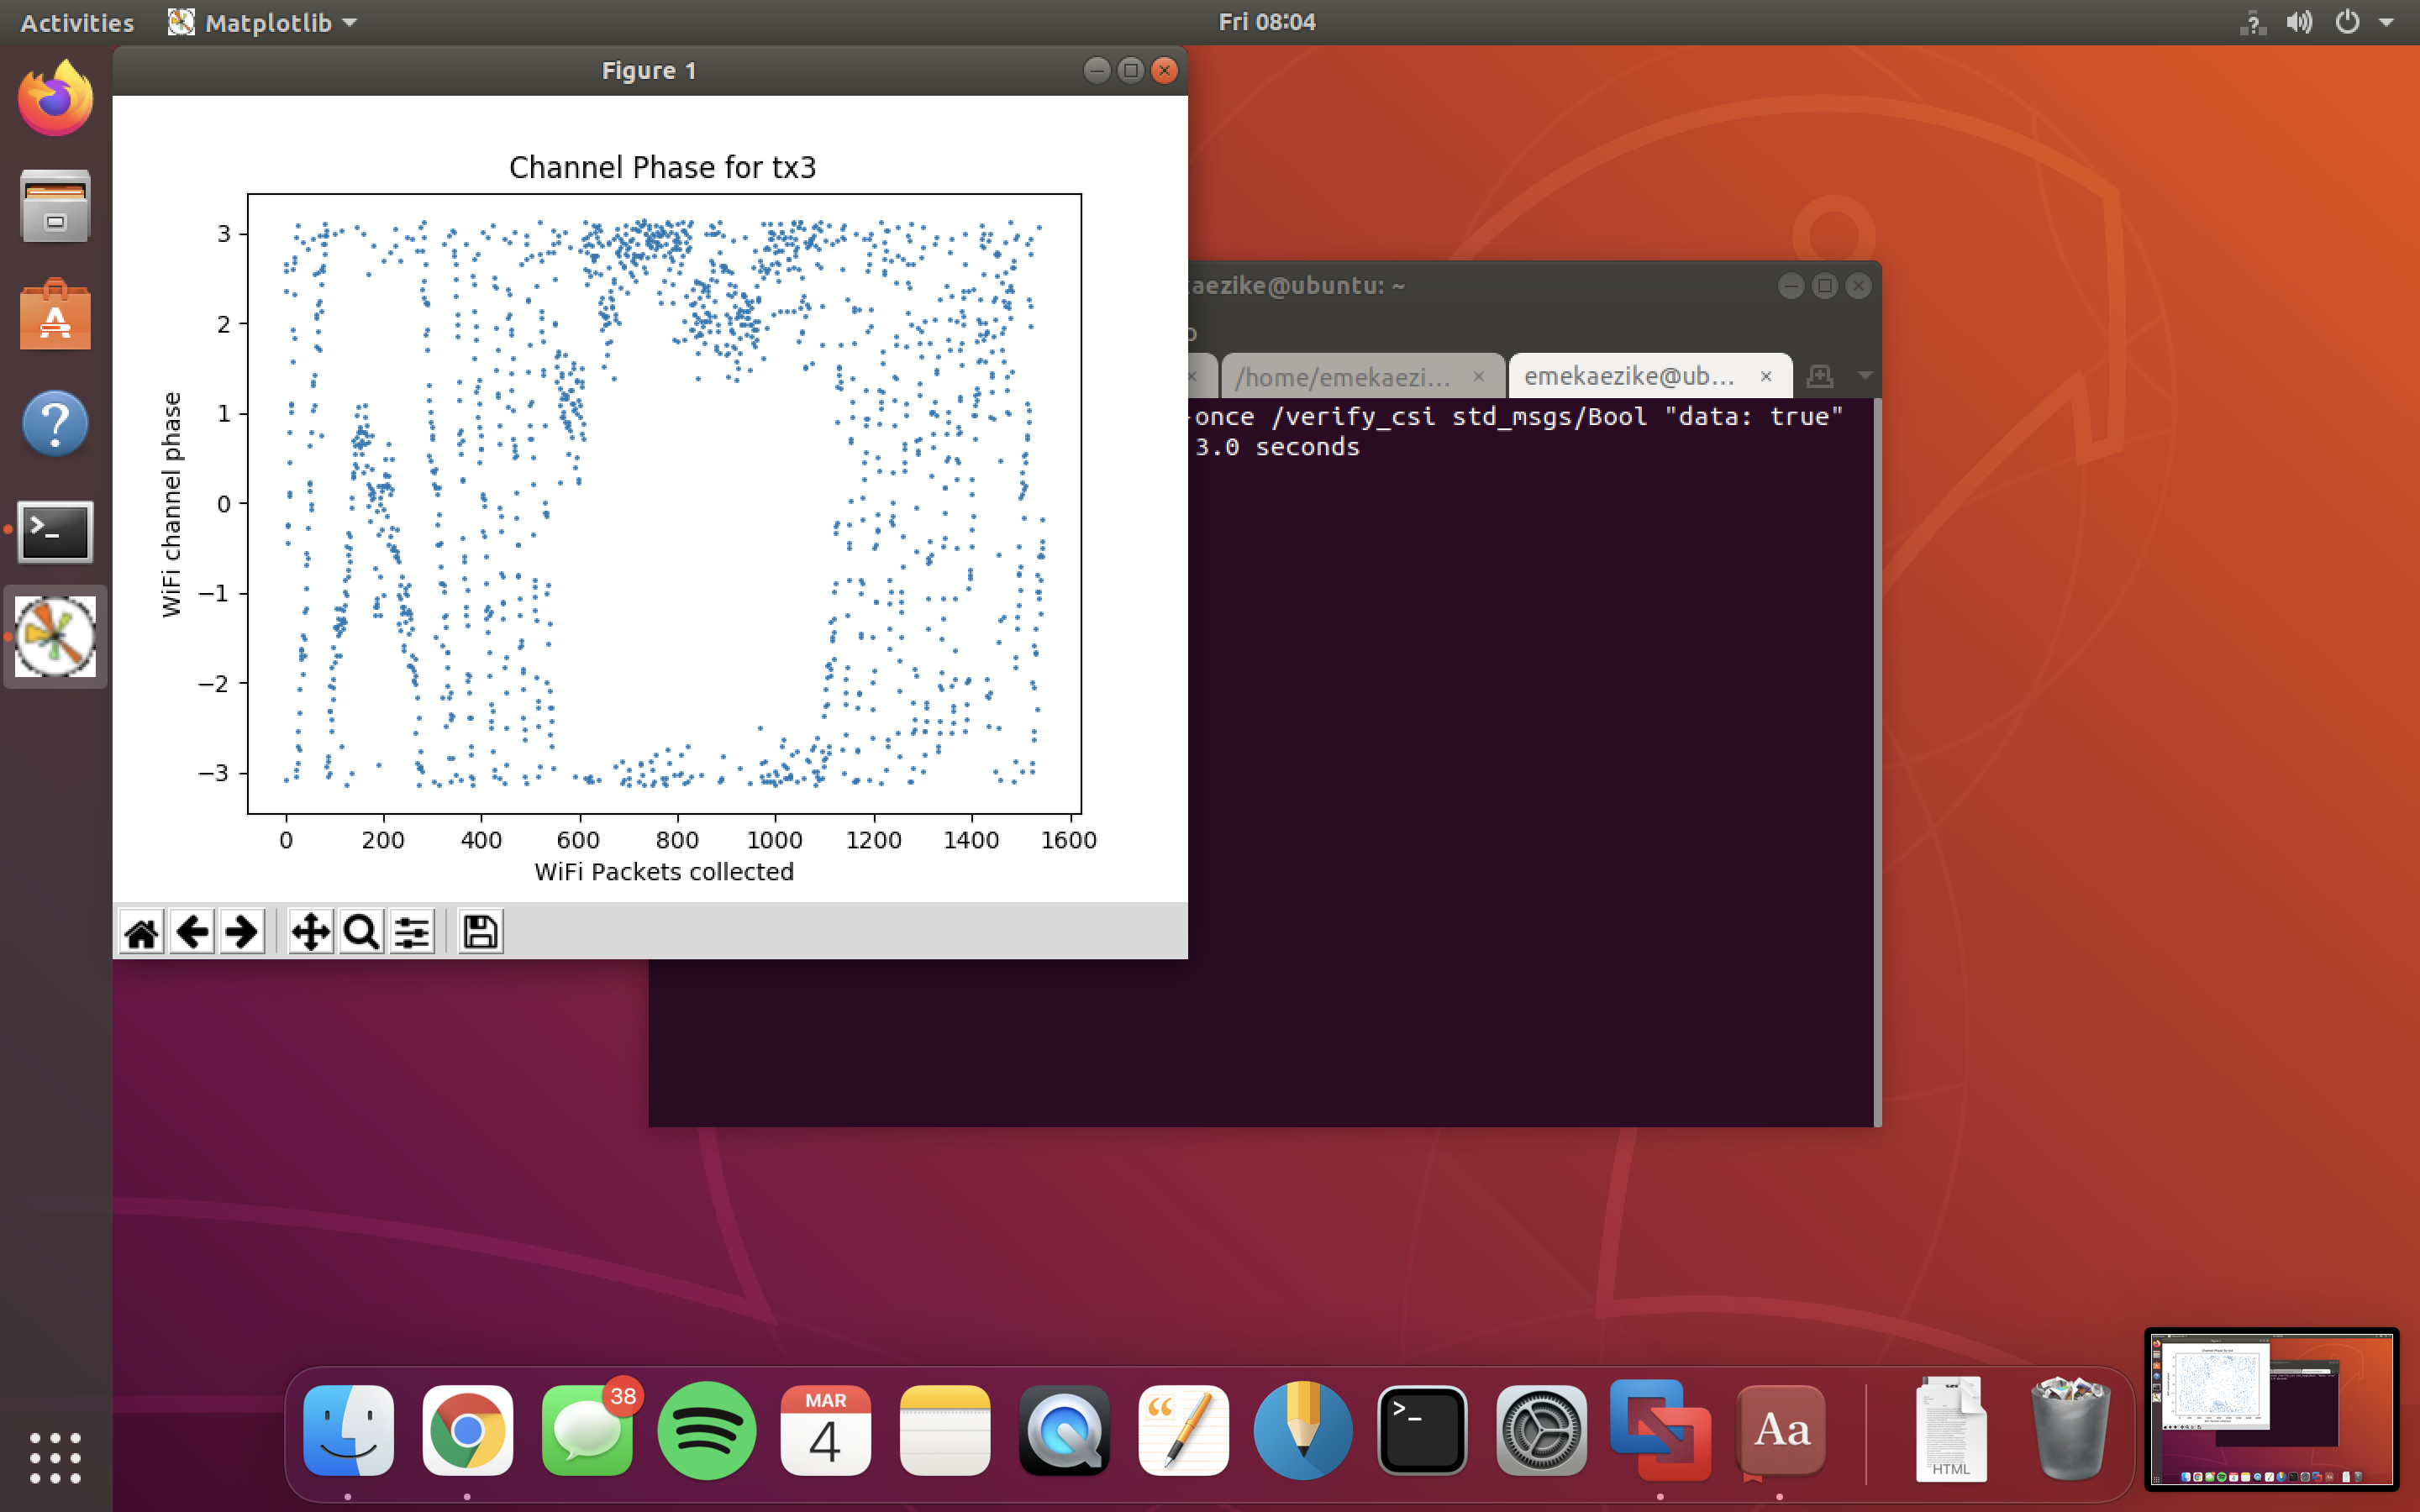 Activities
Matplotlib
Fri 08:04
?
Figure 1
Channel Phase for tx3
3
2
1
0
−1
−2
−3
WiFi channel phase
0 200 400 600 800 1000 1200 1400 1600
WiFi Packets collected
aezike@ubuntu: ~
/home/emekaezi...
emekaezike@ub...
-once /verify_csi std_msgs/Bool "data: true"
3.0 seconds
A
?
>_
38
MAR
4
>_
Aa
HTML